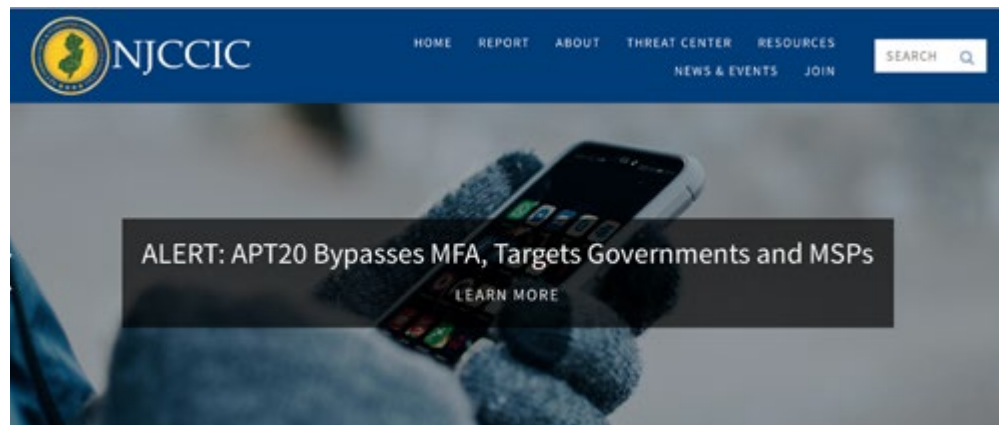 NJCCIC
HOME REPORT ABOUT THREAT CENTER RESOURCES
NEWS & EVENTS JOIN
SEARCH
ALERT: APT20 Bypasses MFA, Targets Governments and MSPs
LEARN MORE